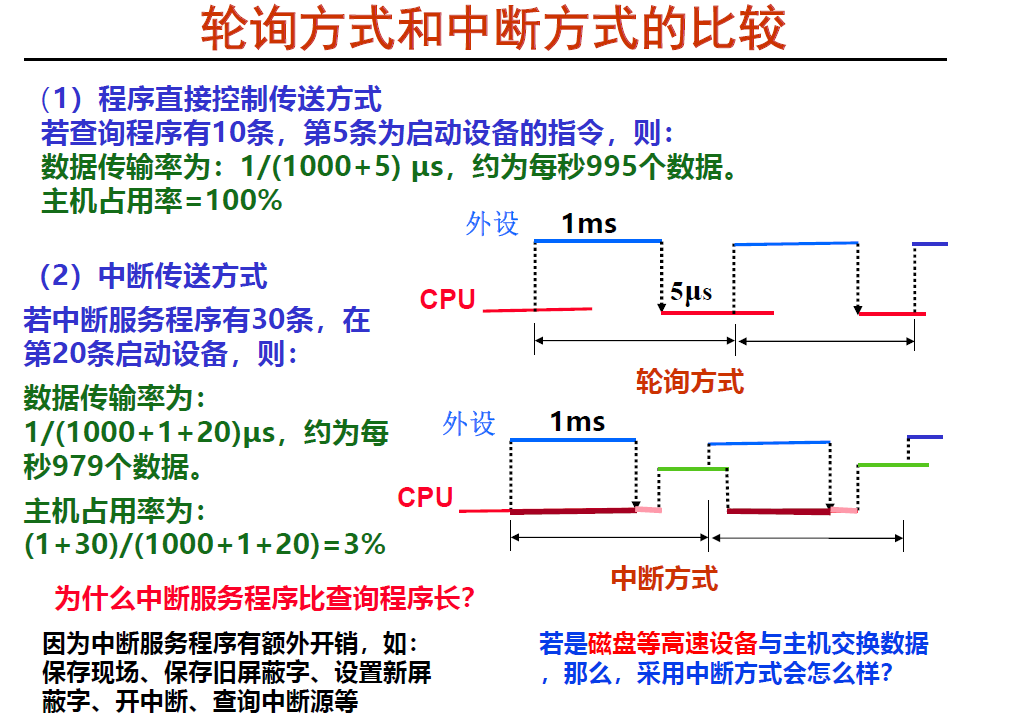 轮询方式和中断方式的比较
（1）程序直接控制传送方式
若查询程序有10条，第5条为启动设备的指令，则：
数据传输率为：1/(1000+5) μs，约为每秒995个数据。
主机占用率=100%
外设 1ms
CPU 5μs
轮询方式
（2）中断传送方式
若中断服务程序有30条，在
第20条启动设备，则：
数据传输率为：
1/(1000+1+20)μs，约为每
秒979个数据。
主机占用率为：
(1+30)/(1000+1+20)=3%
外设 1ms
CPU
中断方式
为什么中断服务程序比查询程序长？
因为中断服务程序有额外开销，如：
保存现场、保存旧屏蔽字、设置新屏
蔽字、开中断、查询中断源等
若是磁盘等高速设备与主机交换数据
，那么，采用中断方式会怎么样？